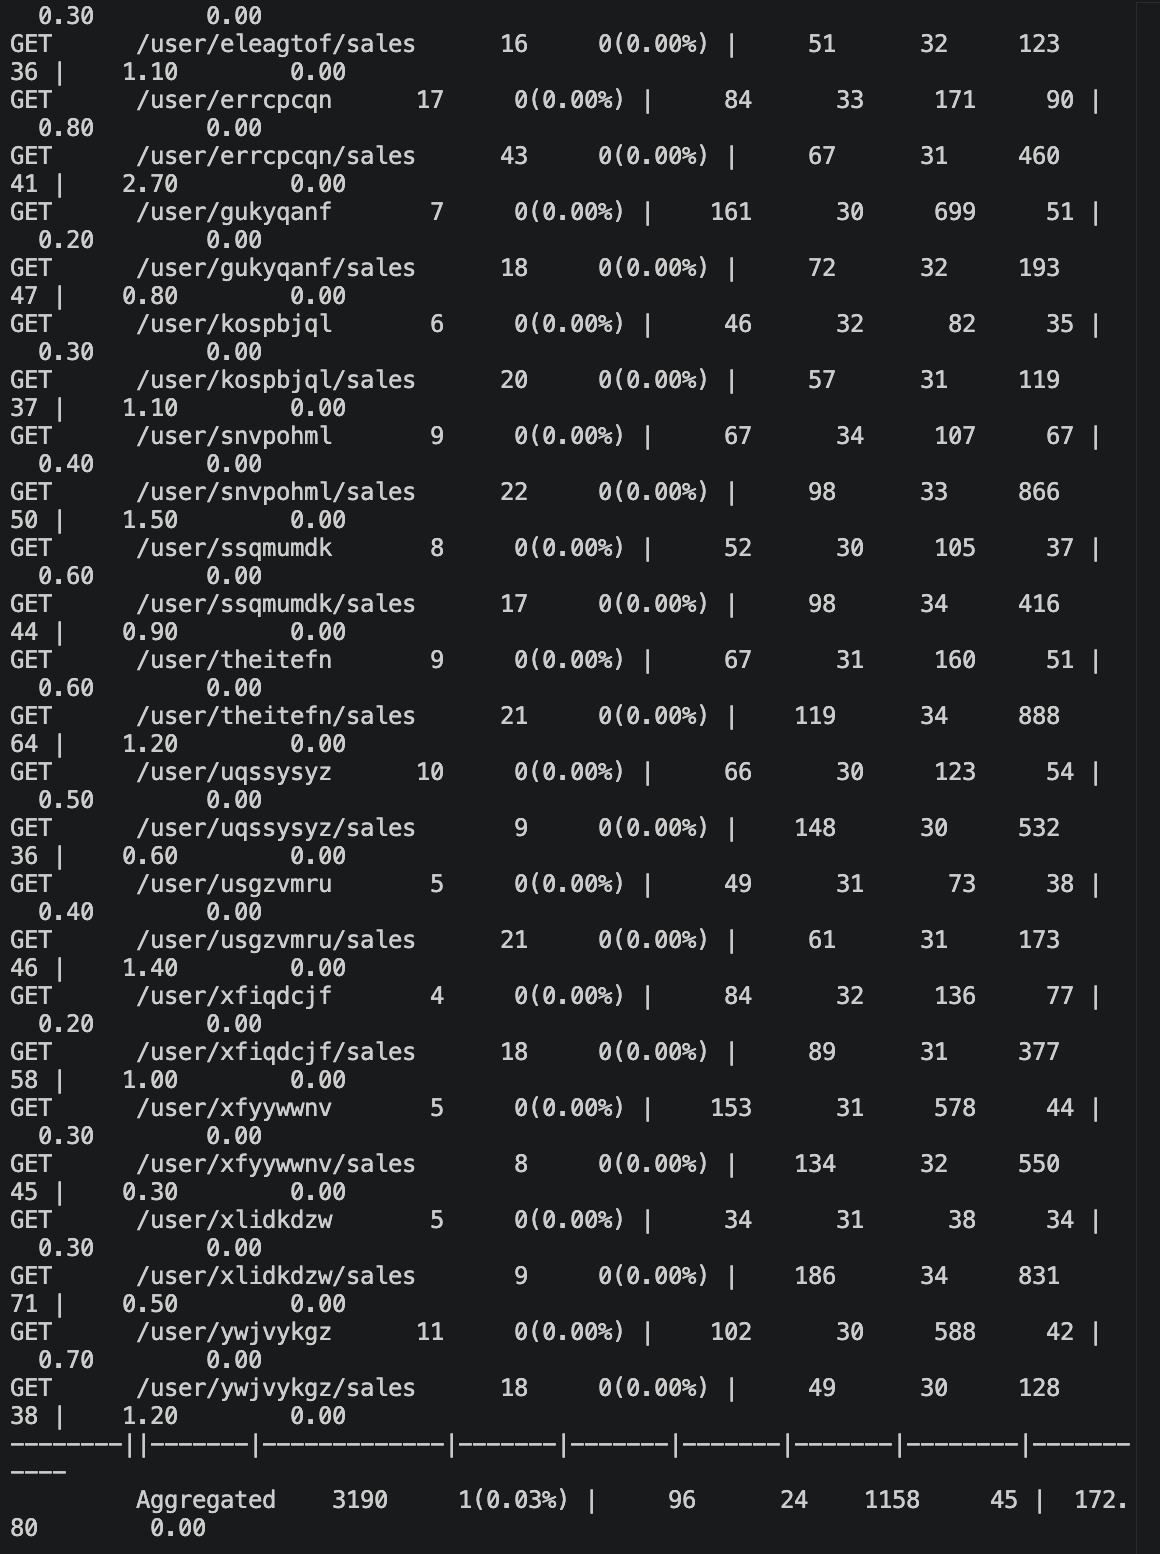 0.30        0.00
GET      /user/eleagtof/sales      16     0(0.00%) |     51      32     123
36 |    1.10        0.00
GET      /user/errcpcqn      17     0(0.00%) |     84      33     171     90 |
0.80        0.00
GET      /user/errcpcqn/sales      43     0(0.00%) |     67      31     460
41 |    2.70        0.00
GET      /user/gukyqanf       7     0(0.00%) |    161      30     699     51 |
0.20        0.00
GET      /user/gukyqanf/sales      18     0(0.00%) |     72      32     193
47 |    0.80        0.00
GET      /user/kospbjql       6     0(0.00%) |     46      32      82     35 |
0.30        0.00
GET      /user/kospbjql/sales      20     0(0.00%) |     57      31     119
37 |    1.10        0.00
GET      /user/snvpohml       9     0(0.00%) |     67      34     107     67 |
0.40        0.00
GET      /user/snvpohml/sales      22     0(0.00%) |     98      33     866
50 |    1.50        0.00
GET      /user/ssqmumdk       8     0(0.00%) |     52      30     105     37 |
0.60        0.00
GET      /user/ssqmumdk/sales      17     0(0.00%) |     98      34     416
44 |    0.90        0.00
GET      /user/theitefn       9     0(0.00%) |     67      31     160     51 |
0.60        0.00
GET      /user/theitefn/sales      21     0(0.00%) |    119      34     888
64 |    1.20        0.00
GET      /user/uqssysyz      10     0(0.00%) |     66      30     123     54 |
0.50        0.00
GET      /user/uqssysyz/sales       9     0(0.00%) |    148      30     532
36 |    0.60        0.00
GET      /user/usgzvmru       5     0(0.00%) |     49      31      73     38 |
0.40        0.00
GET      /user/usgzvmru/sales      21     0(0.00%) |     61      31     173
46 |    1.40        0.00
GET      /user/xfiqdcjf       4     0(0.00%) |     84      32     136     77 |
0.20        0.00
GET      /user/xfiqdcjf/sales      18     0(0.00%) |     89      31     377
58 |    1.00        0.00
GET      /user/xfyywwnv       5     0(0.00%) |    153      31     578     44 |
0.30        0.00
GET      /user/xfyywwnv/sales       8     0(0.00%) |    134      32     550
45 |    0.30        0.00
GET      /user/xlidkdzw       5     0(0.00%) |     34      31      38     34 |
0.30        0.00
GET      /user/xlidkdzw/sales       9     0(0.00%) |    186      34     831
71 |    0.50        0.00
GET      /user/ywjvykgz      11     0(0.00%) |    102      30     588     42 |
0.70        0.00
GET      /user/ywjvykgz/sales      18     0(0.00%) |     49      30     128
38 |    1.20        0.00
--------||-------|-------------|-------|-------|-------|-------|--------|-------
----
Aggregated    3190     1(0.03%) |     96      24    1158     45 |  172.
80        0.00